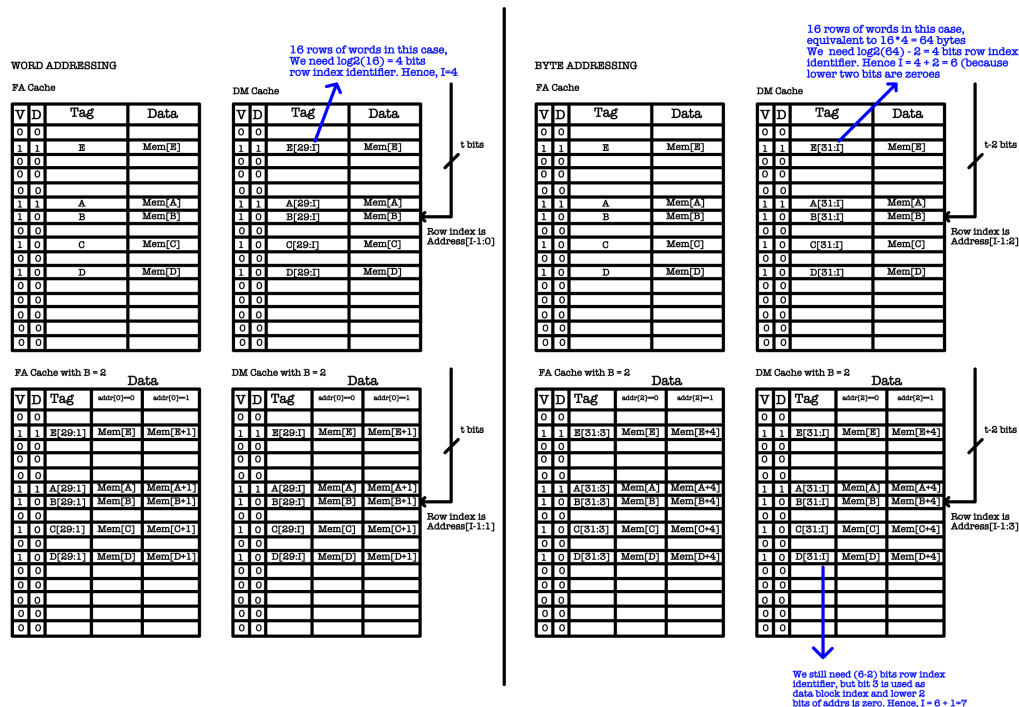 WORD ADDRESSING
16 rows of words in this case,
We need log2(16) = 4 bits
row index identifier. Hence, I=4
FA Cache
V D Tag Data
0 0
1 1 E Mem[E]
0 0
0 0
0 0
1 1 A Mem[A]
1 0 B Mem[B]
0 0
1 0 C Mem[C]
0 0
1 0 D Mem[D]
0 0
0 0
0 0
0 0
0 0
DM Cache
V D Tag Data
0 0
1 1 E[29:I] Mem[E]
0 0
0 0
0 0
1 1 A[29:I] Mem[A]
1 0 B[29:I] Mem[B]
0 0
1 0 C[29:I] Mem[C]
0 0
1 0 D[29:I] Mem[D]
0 0
0 0
0 0
0 0
0 0
t bits
Row index is
Address[I-1:0]
FA Cache with B = 2
Data
V D Tag addr[0]==0 addr[0]==1
0 0
1 1 E[29:1] Mem[E] Mem[E+1]
0 0
0 0
0 0
1 1 A[29:1] Mem[A] Mem[A+1]
1 0 B[29:1] Mem[B] Mem[B+1]
0 0
1 0 C[29:1] Mem[C] Mem[C+1]
0 0
1 0 D[29:1] Mem[D] Mem[D+1]
0 0
0 0
0 0
0 0
0 0
DM Cache with B = 2
Data
V D Tag addr[0]==0 addr[0]==1
0 0
1 1 E[29:I] Mem[E] Mem[E+1]
0 0
0 0
0 0
1 1 A[29:I] Mem[A] Mem[A+1]
1 0 B[29:I] Mem[B] Mem[B+1]
0 0
1 0 C[29:I] Mem[C] Mem[C+1]
0 0
1 0 D[29:I] Mem[D] Mem[D+1]
0 0
0 0
0 0
0 0
0 0
t bits
Row index is
Address[I-1:1]
BYTE ADDRESSING
16 rows of words in this case,
equivalent to 16*4 = 64 bytes
We need log2(64) - 2 = 4 bits row index
identifier. Hence I = 4 + 2 = 6 (because
lower two bits are zeroes
FA Cache
V D Tag Data
0 0
1 1 E Mem[E]
0 0
0 0
0 0
1 1 A Mem[A]
1 0 B Mem[B]
0 0
1 0 C Mem[C]
0 0
1 0 D Mem[D]
0 0
0 0
0 0
0 0
0 0
DM Cache
V D Tag Data
0 0
1 1 E[31:I] Mem[E]
0 0
0 0
0 0
1 1 A[31:I] Mem[A]
1 0 B[31:I] Mem[B]
0 0
1 0 C[31:I] Mem[C]
0 0
1 0 D[31:I] Mem[D]
0 0
0 0
0 0
0 0
0 0
t-2 bits
Row index is
Address[I-1:2]
FA Cache with B = 2
Data
V D Tag addr[2]==0 addr[2]==1
0 0
1 1 E[31:3] Mem[E] Mem[E+4]
0 0
0 0
0 0
1 1 A[31:3] Mem[A] Mem[A+4]
1 0 B[31:3] Mem[B] Mem[B+4]
0 0
1 0 C[31:3] Mem[C] Mem[C+4]
0 0
1 0 D[31:3] Mem[D] Mem[D+4]
0 0
0 0
0 0
0 0
0 0
DM Cache with B = 2
Data
V D Tag addr[2]==0 addr[2]==1
0 0
1 1 E[31:I] Mem[E] Mem[E+4]
0 0
0 0
0 0
1 1 A[31:I] Mem[A] Mem[A+4]
1 0 B[31:I] Mem[B] Mem[B+4]
0 0
1 0 C[31:I] Mem[C] Mem[C+4]
0 0
1 0 D[31:I] Mem[D] Mem[D+4]
0 0
0 0
0 0
0 0
0 0
t-2 bits
Row index is
Address[I-1:3]
We still need (6-2) bits row index
identifier, but bit 3 is used as
data block index and lower 2
bits of addrs is zero. Hence, I = 6 + 1=7